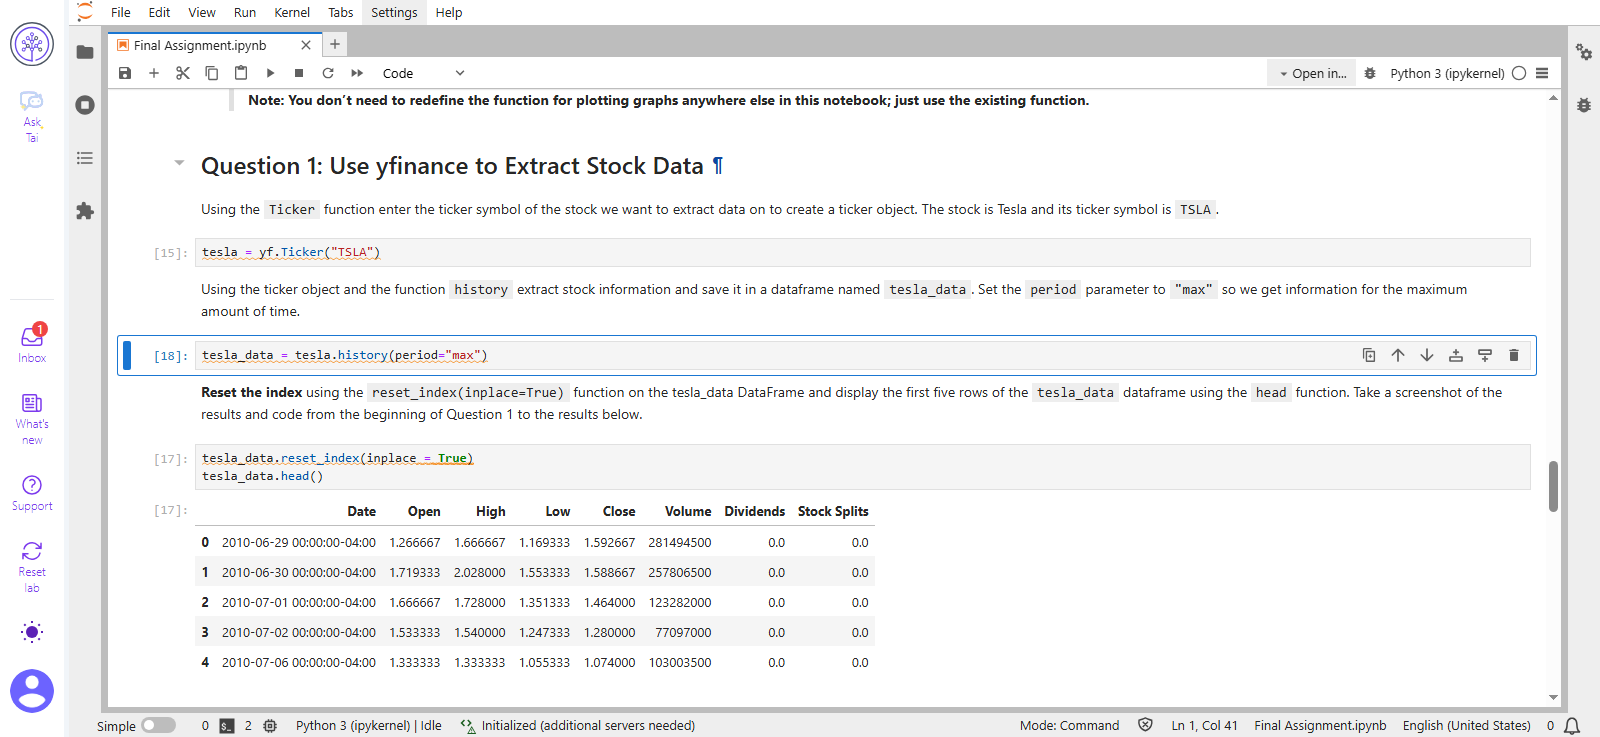 File Edit View Run Kernel Tabs Settings Help
Final Assignment.ipynb
Code
Open in...
Python 3 (ipykernel)
Ask
Tai
1
Inbox
What's
new
Support
Reset
lab
Note: You don't need to redefine the function for plotting graphs anywhere else in this notebook; just use the existing function.
Question 1: Use yfinance to Extract Stock Data ¶
Using the Ticker function enter the ticker symbol of the stock we want to extract data on to create a ticker object. The stock is Tesla and its ticker symbol is TSLA.
[15]: tesla = yf.Ticker("TSLA")
Using the ticker object and the function history extract stock information and save it in a dataframe named tesla_data. Set the period parameter to "max" so we get information for the maximum
amount of time.
[18]: tesla_data = tesla.history(period="max")
Reset the index using the reset_index(inplace=True) function on the tesla_data DataFrame and display the first five rows of the tesla_data dataframe using the head function. Take a screenshot of the
results and code from the beginning of Question 1 to the results below.
[17]: tesla_data.reset_index(inplace = True)
tesla_data.head()
[17]: Date Open High Low Close Volume Dividends Stock Splits
0 2010-06-29 00:00:00-04:00 1.266667 1.666667 1.169333 1.592667 281494500 0.0 0.0
1 2010-06-30 00:00:00-04:00 1.719333 2.028000 1.553333 1.588667 257806500 0.0 0.0
2 2010-07-01 00:00:00-04:00 1.666667 1.728000 1.351333 1.464000 123282000 0.0 0.0
3 2010-07-02 00:00:00-04:00 1.533333 1.540000 1.247333 1.280000 77097000 0.0 0.0
4 2010-07-06 00:00:00-04:00 1.333333 1.333333 1.055333 1.074000 103003500 0.0 0.0
Simple 0 2 Python 3 (ipykernel) | Idle Initialized (additional servers needed) Mode: Command Ln 1, Col 41 Final Assignment.ipynb English (United States) 0